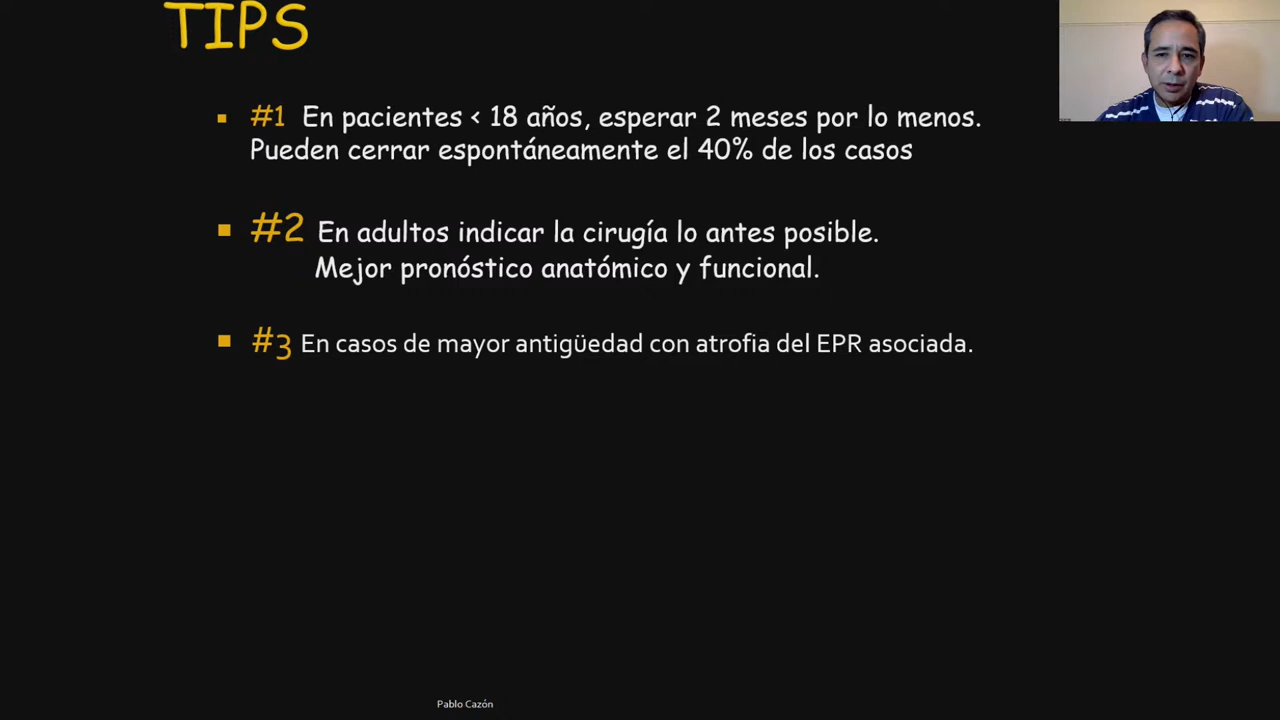 TIPS
#1 En pacientes < 18 años, esperar 2 meses por lo menos.
Pueden cerrar espontáneamente el 40% de los casos
#2 En adultos indicar la cirugía lo antes posible.
Mejor pronóstico anatómico y funcional.
#3 En casos de mayor antigüedad con atrofia del EPR asociada.
Pablo Cazón